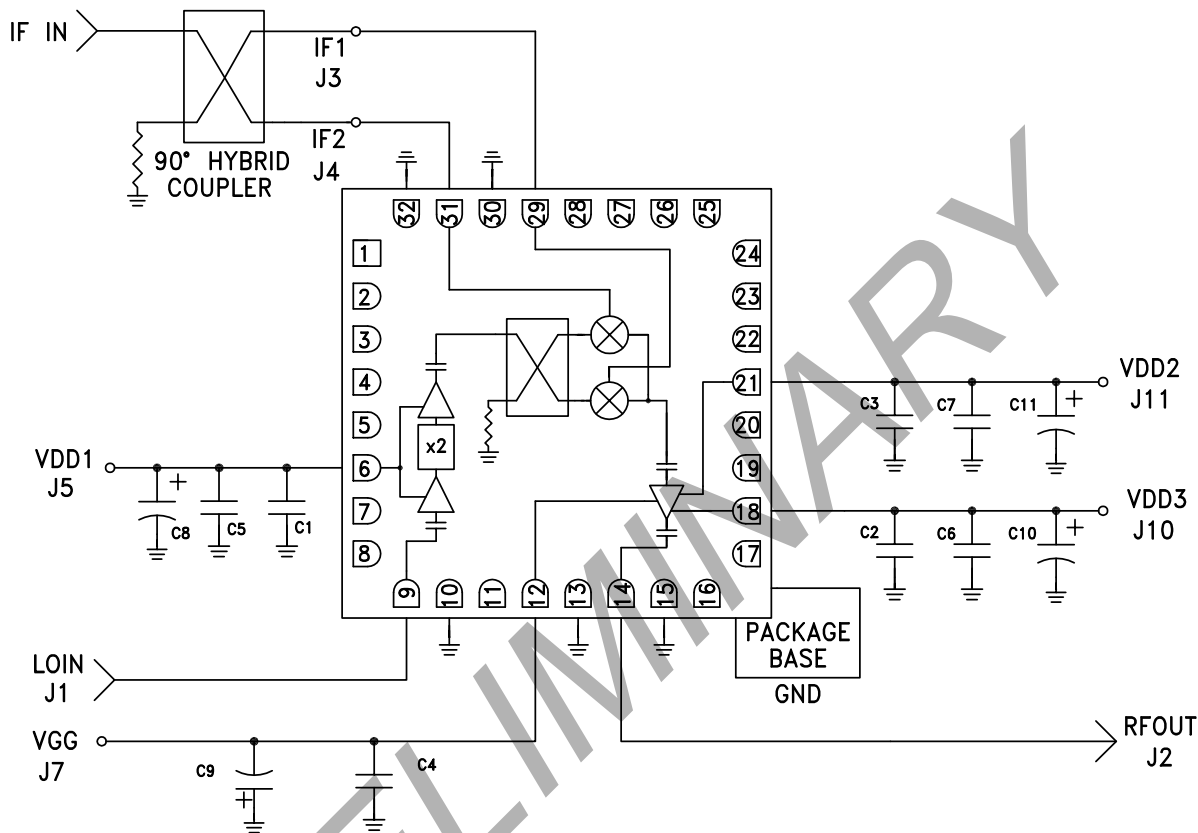 IF IN
IF1
J3
IF2
J4
90° HYBRID
COUPLER
32
31
30
29
28
27
26
25
1
2
3
4
5
6
7
8
24
23
22
21
20
19
18
17
9
10
11
12
13
14
15
16
x2
VDD1
J5
C8
C5
C1
VDD2
J11
C3
C7
C11
+
VDD3
J10
C2
C6
C10
+
+
PACKAGE
BASE
GND
LOIN
J1
VGG
J7
C9
+
C4
RFOUT
J2
ELIMINARY